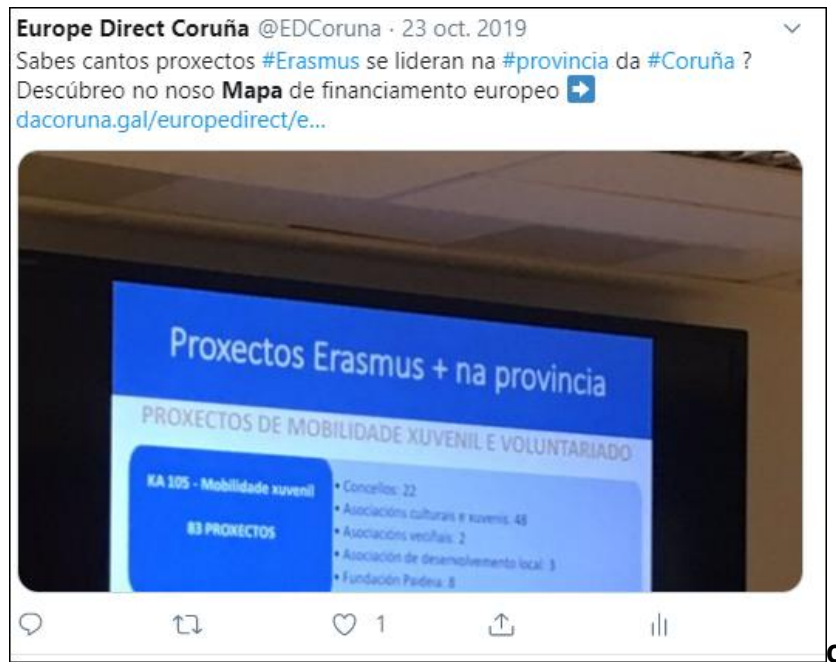 Europe Direct Coruña @EDCoruna · 23 oct. 2019
Sabes cantos proxectos #Erasmus se lideran na #provincia da #Coruña ?
Descúbreo no noso Mapa de financiamento europeo ➡
dacoruna.gal/europedirect/e...
Proxectos Erasmus + na provincia
PROXECTOS DE MOBILIDADE XUVENIL E VOLUNTARIADO
KA 105 - Mobilidade xuvenil
83 PROXECTOS
• Concellos: 22
• Asociacións culturais e xuvenis: 48
• Asociacións veciñais: 2
• Asociación de desenvolvemento local: 3
• Fundación Paideia: 8
1